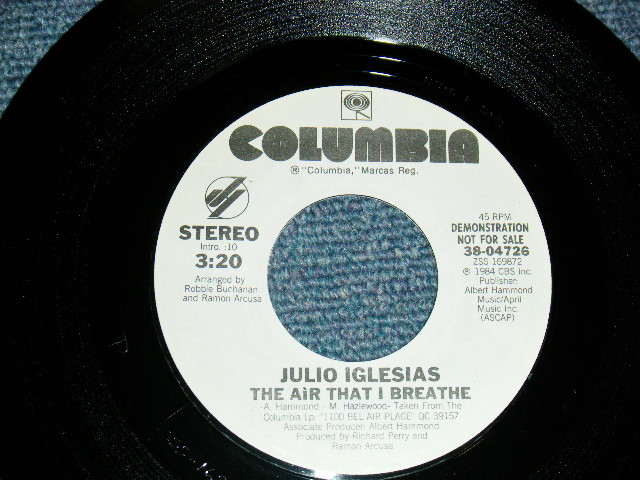 COLUMBIA
® "Columbia," Marcas Reg.
STEREO
Intro. :10
3:20
Arranged by
Robbie Buchanan
and Ramon Arcusa
45 RPM
DEMONSTRATION
NOT FOR SALE
38-04726
ZSS 169872
℗ 1984 CBS Inc.
Publisher:
Albert Hammond
Music/April
Music Inc.
(ASCAP)
JULIO IGLESIAS
THE AIR THAT I BREATHE
-A. Hammond - M. Hazlewood- Taken From The
Columbia Lp: "1100 BEL AIR PLACE" QC 39157
Associate Producer: Albert Hammond
Produced by Richard Perry and
Ramon Arcusa